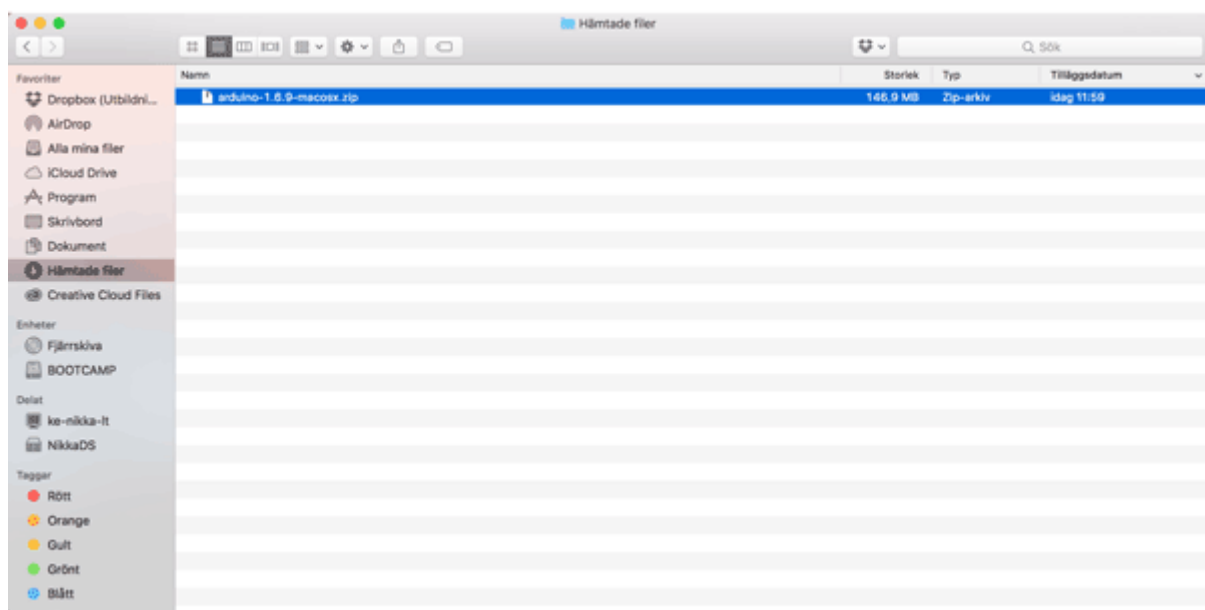 Hämtade filer
Sök
Favoriter
Dropbox (Utbildni...
AirDrop
Alla mina filer
iCloud Drive
Program
Skrivbord
Dokument
Hämtade filer
Creative Cloud Files
Enheter
Fjärrskiva
BOOTCAMP
Delat
ke-nikka-lt
NikkaDS
Taggar
Rött
Orange
Gult
Grönt
Blått
Namn Storlek Typ Tilläggsdatum
arduino-1.6.9-macosx.zip 146,9 MB Zip-arkiv idag 11:59